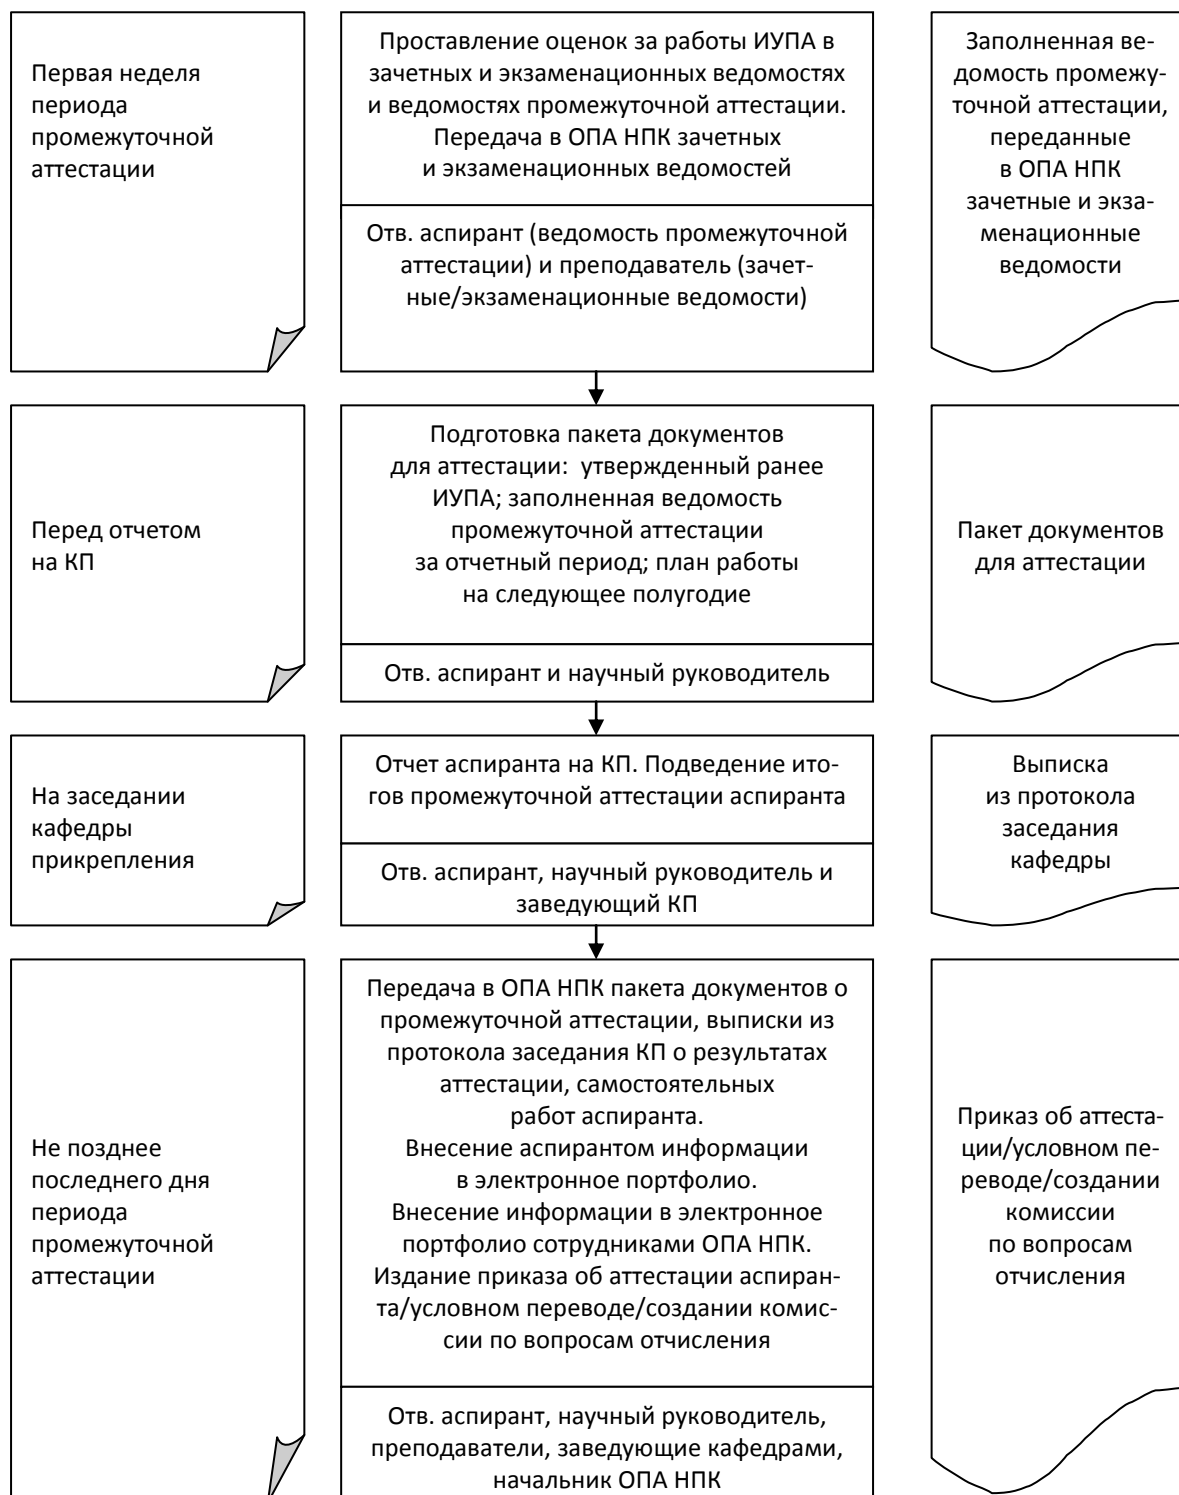 Первая неделя
периода
промежуточной
аттестации
Проставление оценок за работы ИУПА в
зачетных и экзаменационных ведомостях
и ведомостях промежуточной аттестации.
Передача в ОПА НПК зачетных
и экзаменационных ведомостей
Отв. аспирант (ведомость промежуточной
аттестации) и преподаватель (зачет-
ные/экзаменационные ведомости)
Заполненная ве-
домость промежу-
точной аттестации,
переданные
в ОПА НПК
зачетные и экза-
менационные
ведомости
Перед отчетом
на КП
Подготовка пакета документов
для аттестации: утвержденный ранее
ИУПА; заполненная ведомость
промежуточной аттестации
за отчетный период; план работы
на следующее полугодие
Отв. аспирант и научный руководитель
Пакет документов
для аттестации
На заседании
кафедры
прикрепления
Отчет аспиранта на КП. Подведение ито-
гов промежуточной аттестации аспиранта
Отв. аспирант, научный руководитель и
заведующий КП
Выписка
из протокола
заседания
кафедры
Не позднее
последнего дня
периода
промежуточной
аттестации
Передача в ОПА НПК пакета документов о
промежуточной аттестации, выписки из
протокола заседания КП о результатах
аттестации, самостоятельных
работ аспиранта.
Внесение аспирантом информации
в электронное портфолио.
Внесение информации в электронное
портфолио сотрудниками ОПА НПК.
Издание приказа об аттестации аспиран-
та/условном переводе/создании комис-
сии по вопросам отчисления
Отв. аспирант, научный руководитель,
преподаватели, заведующие кафедрами,
начальник ОПА НПК
Приказ об аттеста-
ции/условном пе-
реводе/создании
комиссии
по вопросам
отчисления